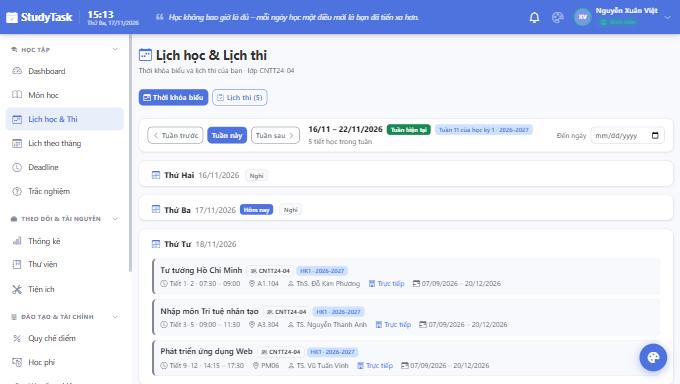 StudyTask
15:13
Thứ Ba, 17/11/2026
Học không bao giờ là đủ – mỗi ngày học một điều mới là bạn đã tiến xa hơn.
XV
Nguyễn Xuân Việt
HỌC TẬP
Dashboard
Môn học
Lịch học & Thi
Lịch theo tháng
Deadline
Trắc nghiệm
THEO DÕI & TÀI NGUYÊN
Thống kê
Thư viện
Tiện ích
ĐÀO TẠO & TÀI CHÍNH
Quy chế điểm
Học phí
Lịch học & Lịch thi
Thời khóa biểu và lịch thi của bạn · lớp CNTT24-04
Thời khóa biểu
Lịch thi (5)
Tuần trước
Tuần này
Tuần sau
16/11 – 22/11/2026
Tuần hiện tại
Tuần 11 của học kỳ 1 · 2026-2027
5 tiết học trong tuần
Đến ngày
mm/dd/yyyy
Thứ Hai 16/11/2026 Nghỉ
Thứ Ba 17/11/2026 Hôm nay Nghỉ
Thứ Tư 18/11/2026
Tư tưởng Hồ Chí Minh CNTT24-04 HK1 · 2026-2027
Tiết 1-2 · 07:30 – 09:00 A1.104 ThS. Đỗ Kim Phương Trực tiếp 07/09/2026 – 20/12/2026
Nhập môn Trí tuệ nhân tạo CNTT24-04 HK1 · 2026-2027
Tiết 3-5 · 09:00 – 11:30 A3.304 TS. Nguyễn Thanh Anh Trực tiếp 07/09/2026 – 20/12/2026
Phát triển ứng dụng Web CNTT24-04 HK1 · 2026-2027
Tiết 9-12 · 14:15 – 17:30 PM06 TS. Vũ Tuấn Vinh Trực tiếp 07/09/2026 – 20/12/2026